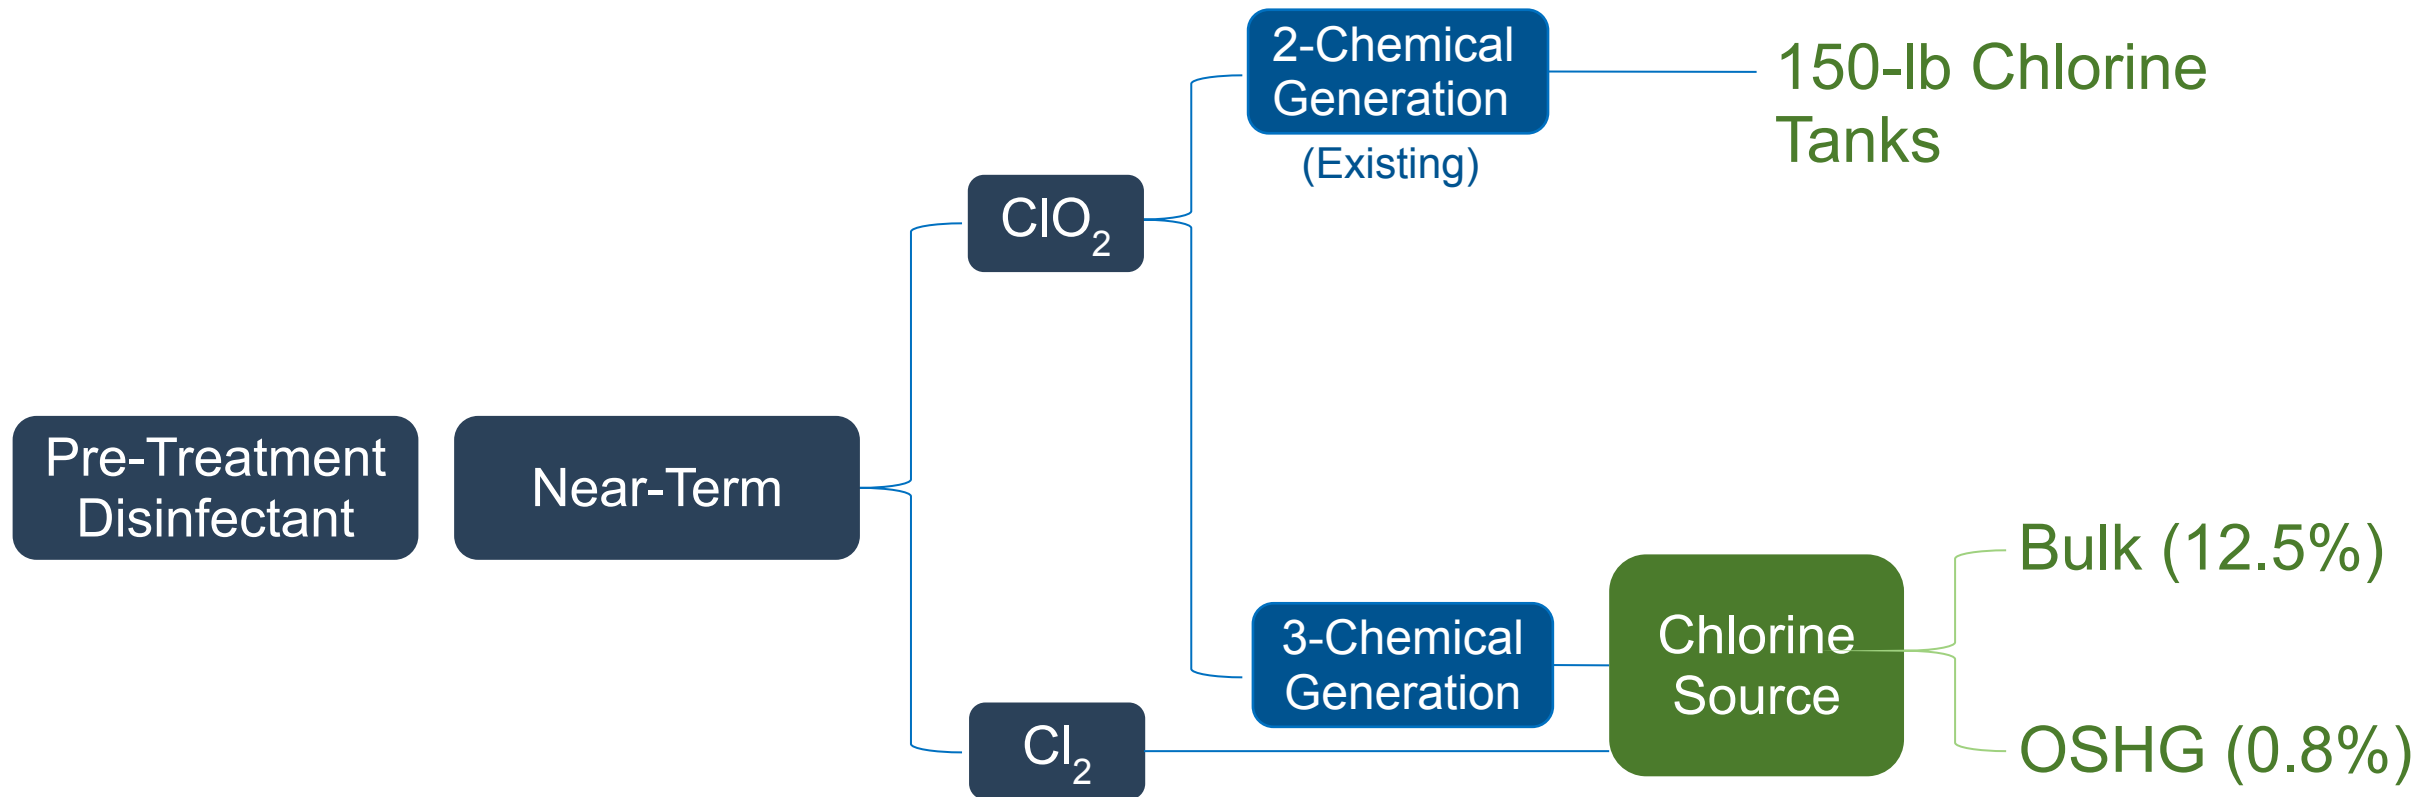 Pre-Treatment
Disinfectant
Near-Term
ClO2
Cl2
2-Chemical
Generation
(Existing)
3-Chemical
Generation
150-lb Chlorine
Tanks
Chlorine
Source
Bulk (12.5%)
OSHG (0.8%)